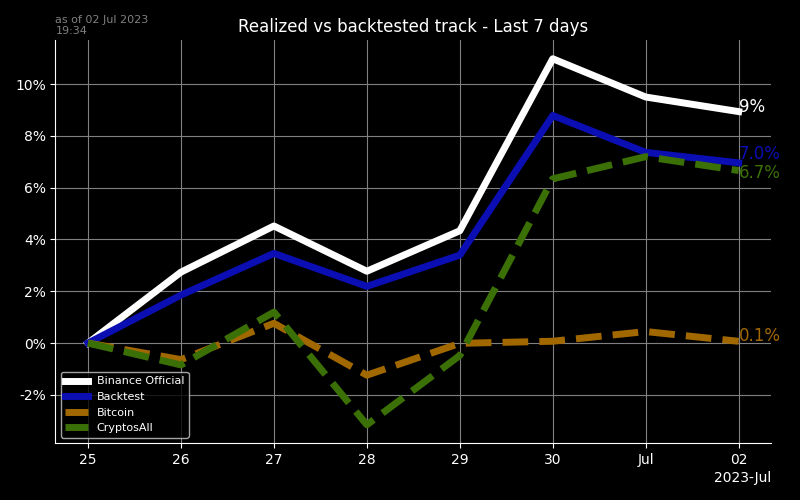 as of 02 Jul 2023
19:34
Realized vs backtested track - Last 7 days
10%
8%
6%
4%
2%
0%
-2%
9%
7.0%
6.7%
0.1%
Binance Official
Backtest
Bitcoin
CryptosAll
25 26 27 28 29 30 Jul 02
2023-Jul